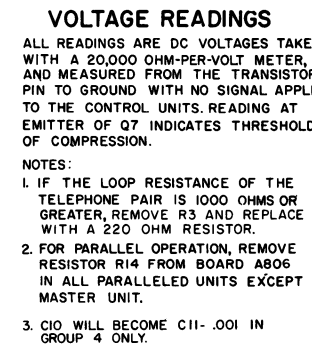 VOLTAGE READINGS
ALL READINGS ARE DC VOLTAGES TAKE
WITH A 20,000 OHM-PER-VOLT METER,
AND MEASURED FROM THE TRANSISTOR
PIN TO GROUND WITH NO SIGNAL APPL
TO THE CONTROL UNITS. READING AT
EMITTER OF Q7 INDICATES THRESHOLD
OF COMPRESSION.
NOTES:
1. IF THE LOOP RESISTANCE OF THE
TELEPHONE PAIR IS 1000 OHMS OR
GREATER, REMOVE R3 AND REPLACE
WITH A 220 OHM RESISTOR.
2. FOR PARALLEL OPERATION, REMOVE
RESISTOR R14 FROM BOARD A806
IN ALL PARALLELED UNITS EXCEPT
MASTER UNIT.
3. C10 WILL BECOME C11- .001 IN
GROUP 4 ONLY.